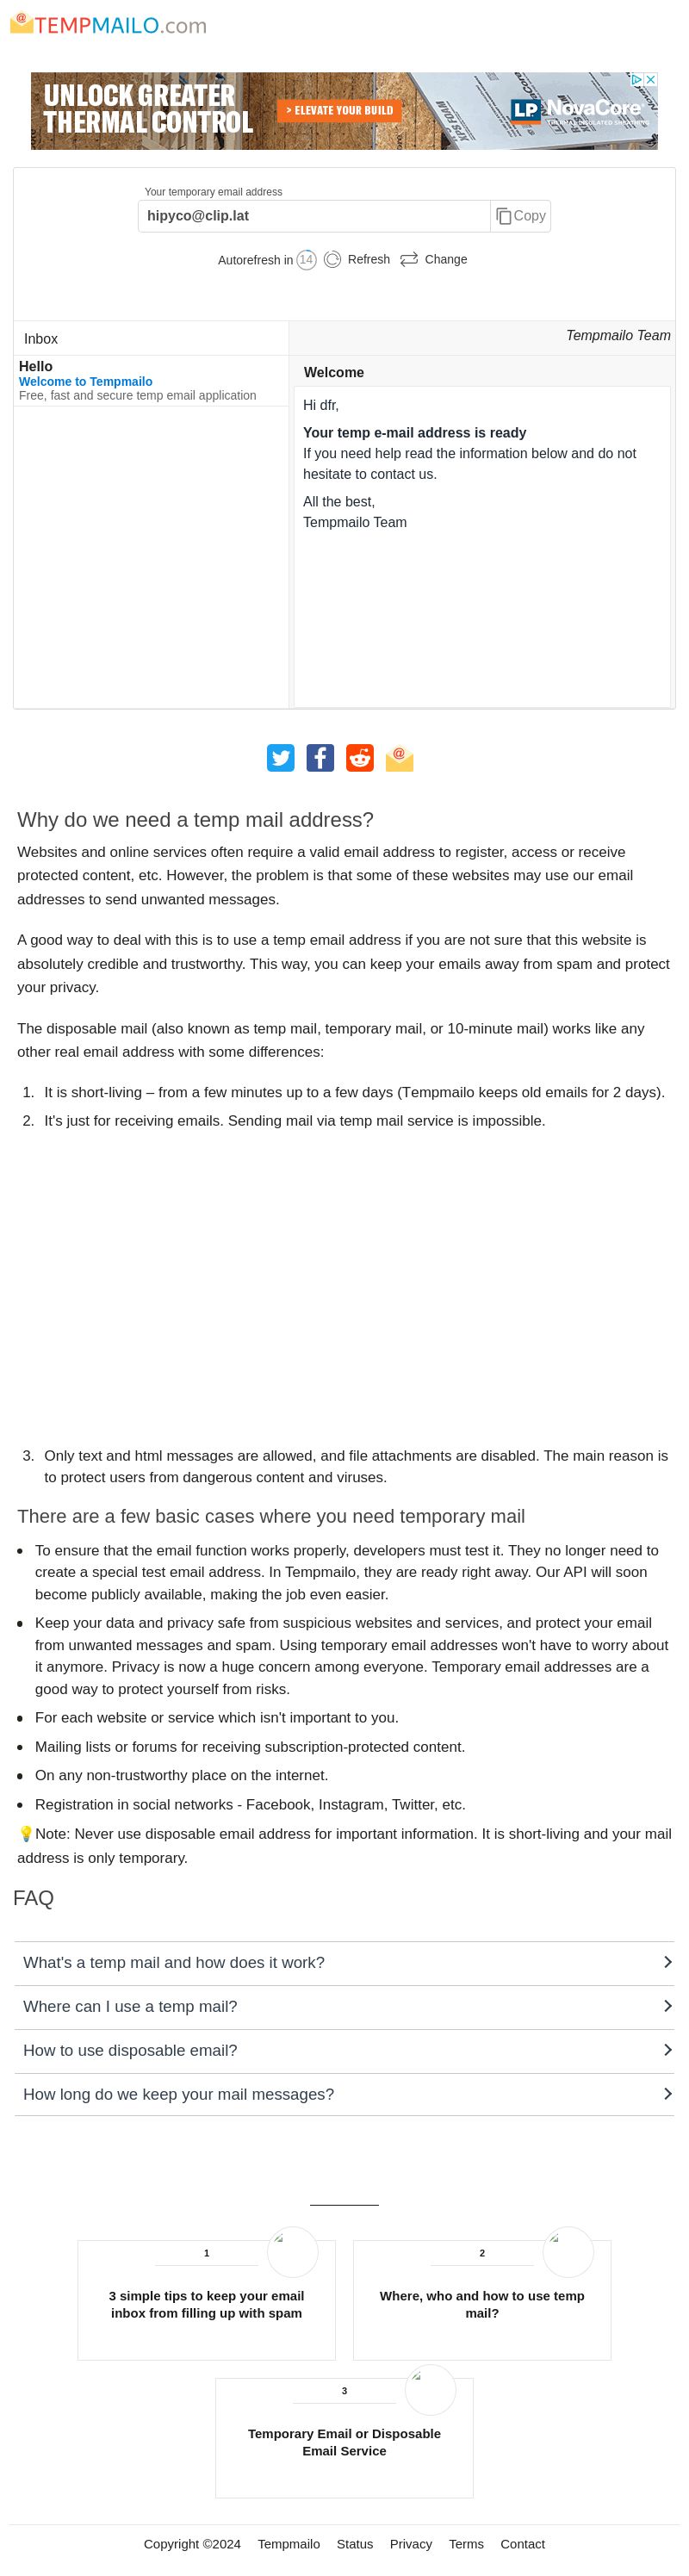 TEMPMAILO.com
UNLOCK GREATER
THERMAL CONTROL
> ELEVATE YOUR BUILD
LP NovaCore
THERMAL INSULATED SHEATHING
Your temporary email address
hipyco@clip.lat
Copy
Autorefresh in 14 Refresh Change
Inbox
Tempmailo Team
Hello
Welcome to Tempmailo
Free, fast and secure temp email application
Welcome
Hi dfr,
Your temp e-mail address is ready
If you need help read the information below and do not
hesitate to contact us.
All the best,
Tempmailo Team
Why do we need a temp mail address?
Websites and online services often require a valid email address to register, access or receive
protected content, etc. However, the problem is that some of these websites may use our email
addresses to send unwanted messages.
A good way to deal with this is to use a temp email address if you are not sure that this website is
absolutely credible and trustworthy. This way, you can keep your emails away from spam and protect
your privacy.
The disposable mail (also known as temp mail, temporary mail, or 10-minute mail) works like any
other real email address with some differences:
1. It is short-living – from a few minutes up to a few days (Tempmailo keeps old emails for 2 days).
2. It's just for receiving emails. Sending mail via temp mail service is impossible.
3. Only text and html messages are allowed, and file attachments are disabled. The main reason is
to protect users from dangerous content and viruses.
There are a few basic cases where you need temporary mail
• To ensure that the email function works properly, developers must test it. They no longer need to
create a special test email address. In Tempmailo, they are ready right away. Our API will soon
become publicly available, making the job even easier.
• Keep your data and privacy safe from suspicious websites and services, and protect your email
from unwanted messages and spam. Using temporary email addresses won't have to worry about
it anymore. Privacy is now a huge concern among everyone. Temporary email addresses are a
good way to protect yourself from risks.
• For each website or service which isn't important to you.
• Mailing lists or forums for receiving subscription-protected content.
• On any non-trustworthy place on the internet.
• Registration in social networks - Facebook, Instagram, Twitter, etc.
💡Note: Never use disposable email address for important information. It is short-living and your mail
address is only temporary.
FAQ
What's a temp mail and how does it work?
Where can I use a temp mail?
How to use disposable email?
How long do we keep your mail messages?
1
3 simple tips to keep your email
inbox from filling up with spam
2
Where, who and how to use temp
mail?
3
Temporary Email or Disposable
Email Service
Copyright ©2024 Tempmailo Status Privacy Terms Contact